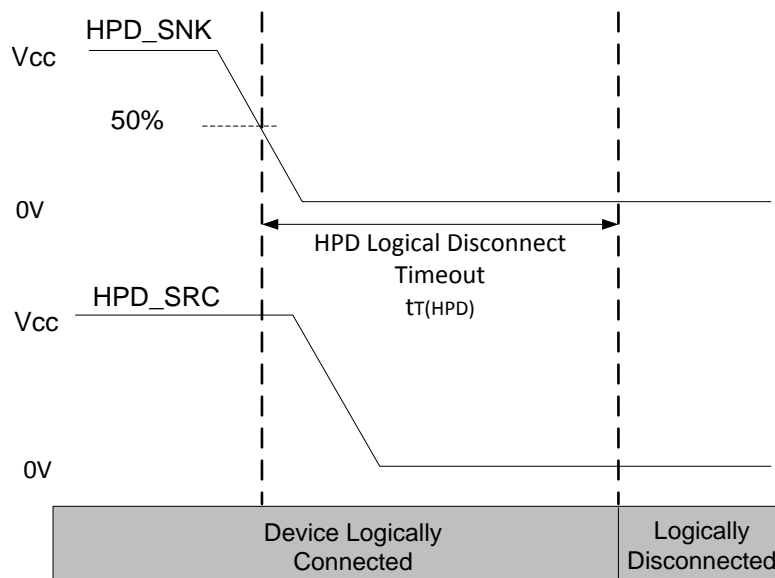 HPD_SNK
Vcc
50%
0V
HPD Logical Disconnect
Timeout
tT(HPD)
HPD_SRC
Vcc
0V
Device Logically
Connected
Logically
Disconnected